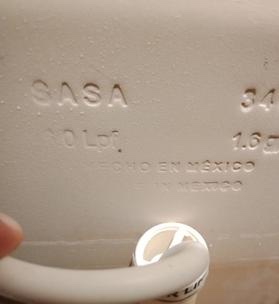 SASA 34
.0 Lpf. 1.6 g
HECHO EN MÉXICO
IN MEXICO